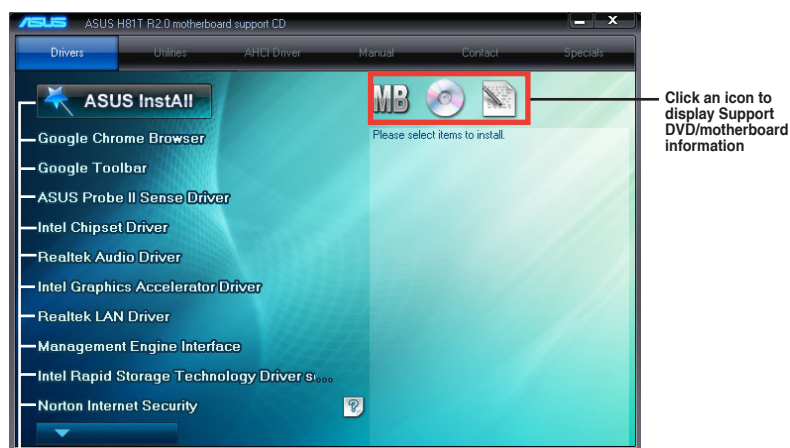 ASUS ASUS H81T R2.0 motherboard support CD
Drivers Utilities AHCI Driver Manual Contact Specials
ASUS InstAll
MB
Please select items to install.
Google Chrome Browser
Google Toolbar
ASUS Probe II Sense Driver
Intel Chipset Driver
Realtek Audio Driver
Intel Graphics Accelerator Driver
Realtek LAN Driver
Management Engine Interface
Intel Rapid Storage Technology Driver s....
Norton Internet Security
Click an icon to
display Support
DVD/motherboard
information